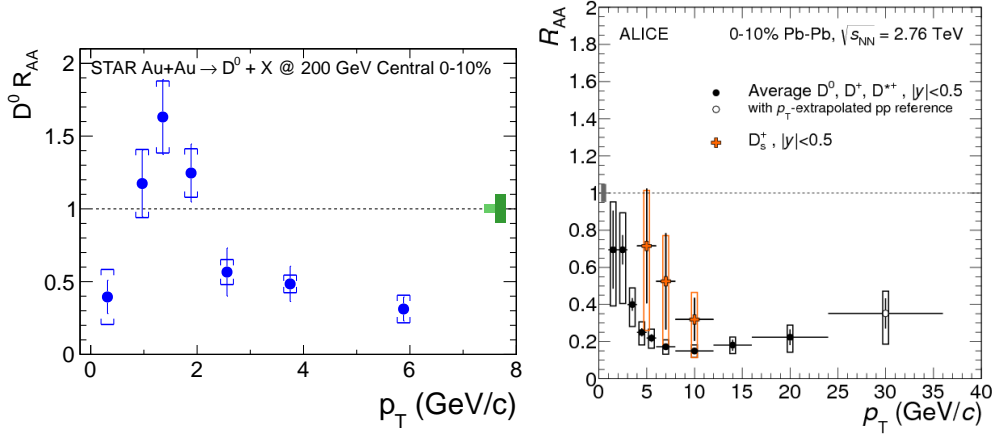 STAR Au+Au → D⁰ + X @ 200 GeV Central 0-10%
D⁰ R_AA
2
1.5
1
0.5
0
0 2 4 6 8
p_T (GeV/c)
R_AA
ALICE 0-10% Pb-Pb, √s_NN = 2.76 TeV
Average D⁰, D⁺, D*⁺, |y|<0.5
with p_T-extrapolated pp reference
D_s⁺, |y|<0.5
2
1.8
1.6
1.4
1.2
1
0.8
0.6
0.4
0.2
0
0 5 10 15 20 25 30 35 40
p_T (GeV/c)